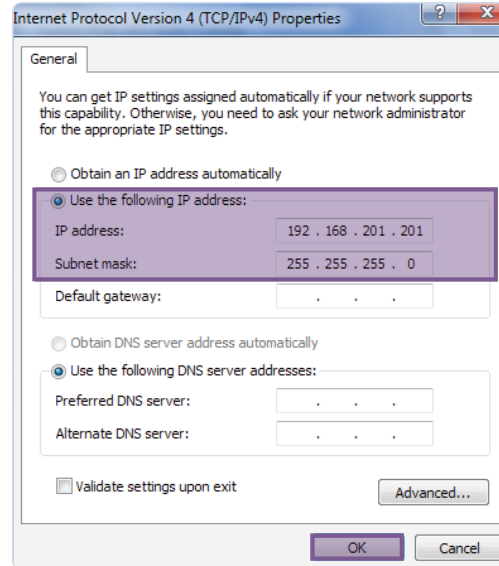 Internet Protocol Version 4 (TCP/IPv4) Properties
? X
General
You can get IP settings assigned automatically if your network supports
this capability. Otherwise, you need to ask your network administrator
for the appropriate IP settings.
Obtain an IP address automatically
Use the following IP address:
IP address: 192 . 168 . 201 . 201
Subnet mask: 255 . 255 . 255 . 0
Default gateway: . . .
Obtain DNS server address automatically
Use the following DNS server addresses:
Preferred DNS server: . . .
Alternate DNS server: . . .
Validate settings upon exit
Advanced...
OK Cancel